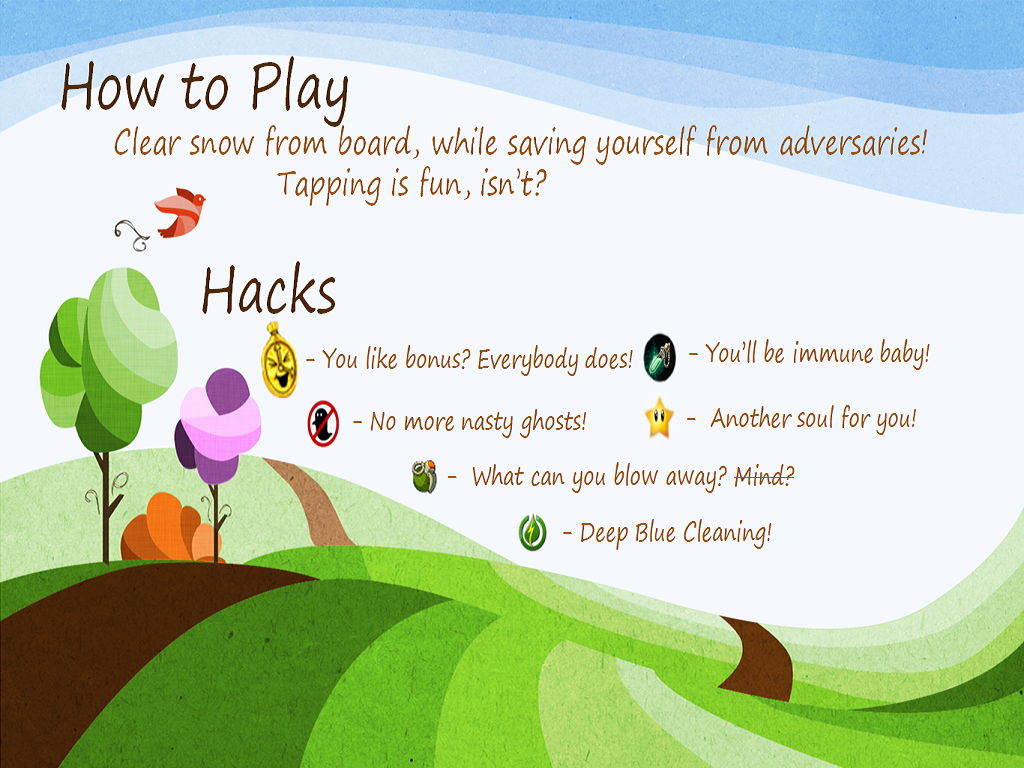 How to Play
Clear snow from board, while saving yourself from adversaries!
Tapping is fun, isn't?
Hacks
- You like bonus? Everybody does!
- You'll be immune baby!
- No more nasty ghosts!
- Another soul for you!
- What can you blow away? Mind?
- Deep Blue Cleaning!